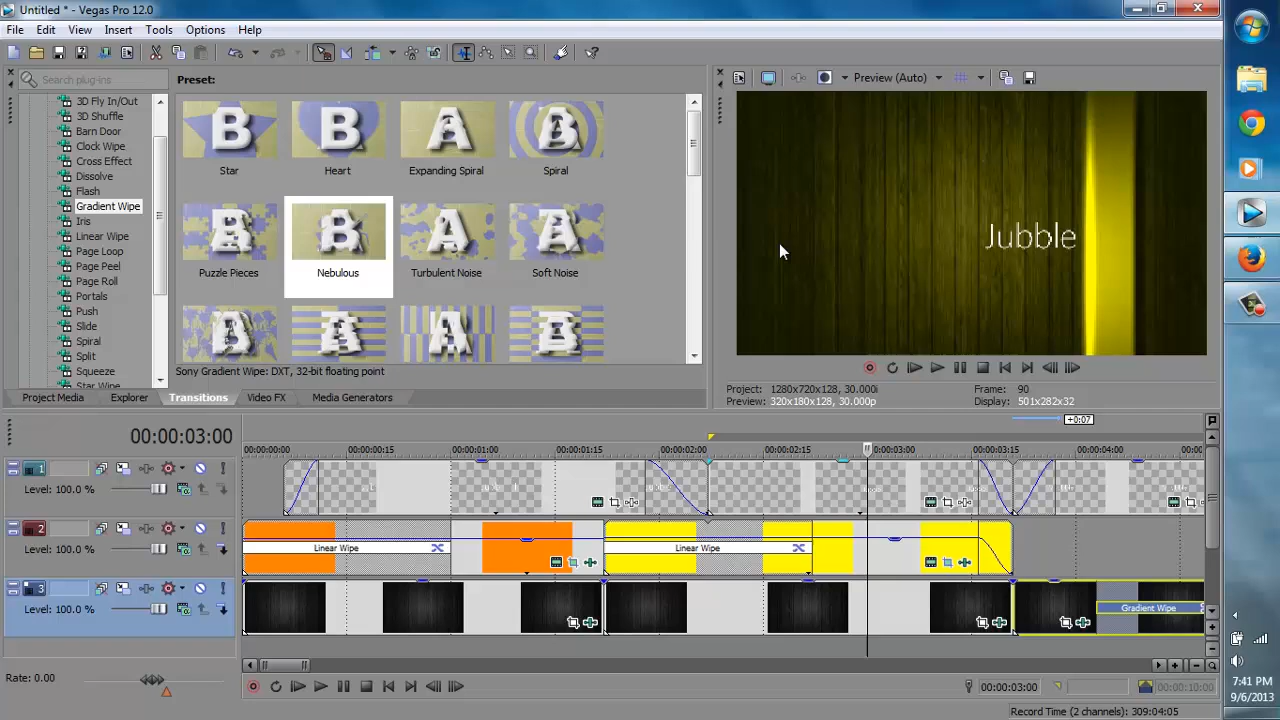 Untitled * - Vegas Pro 12.0
File Edit View Insert Tools Options
Search plug-ins
Preset:
Preview (Auto)
3D Fly In/Out
3D Shuffle
Barn Door
Clock Wipe
Cross Effect
Dissolve
Flash
Gradient Wipe
Iris
Linear Wipe
Page Loop
Page Peel
Page Roll
Portals
Push
Slide
Spiral
Split
Squeeze
Star Wipe
Star Heart Expanding Spiral Spiral
Puzzle Pieces Nebulous Turbulent Noise Soft Noise
Sony Gradient Wipe: DXT, 32-bit floating point
Jubble
Project Media Explorer Transitions Video FX Media Generators
Project: 1280x720x128, 30.000i
Preview: 320x180x128, 30.000p
Frame: 90
Display: 501x282x32
+0:07
00:00:03:00
00:00:00:00 00:00:00:15 00:00:01:00 00:00:01:15 00:00:02:00 00:00:02:15 00:00:03:00 00:00:03:15 00:00:04:00 00:00
1
Level: 100.0 %
2
Level: 100.0 %
Linear Wipe Linear Wipe
3
Level: 100.0 %
Gradient Wipe
Rate: 0.00
00:00:03:00
00:00:10:00
Record Time (2 channels): 309:04:05
7:41 PM
9/6/2013